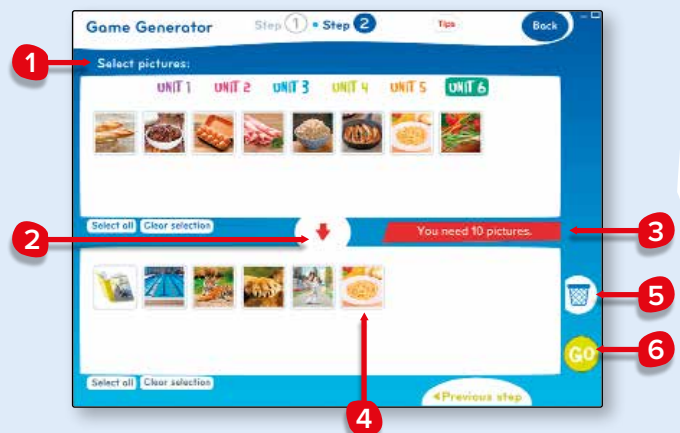 Game Generator
Step 1 • Step 2
Tips
Back
1
Select pictures:
UNIT 1 UNIT 2 UNIT 3 UNIT 4 UNIT 5 UNIT 6
Select all Clear selection
2
You need 10 pictures.
3
5
GO
6
Select all Clear selection
◄Previous step
4